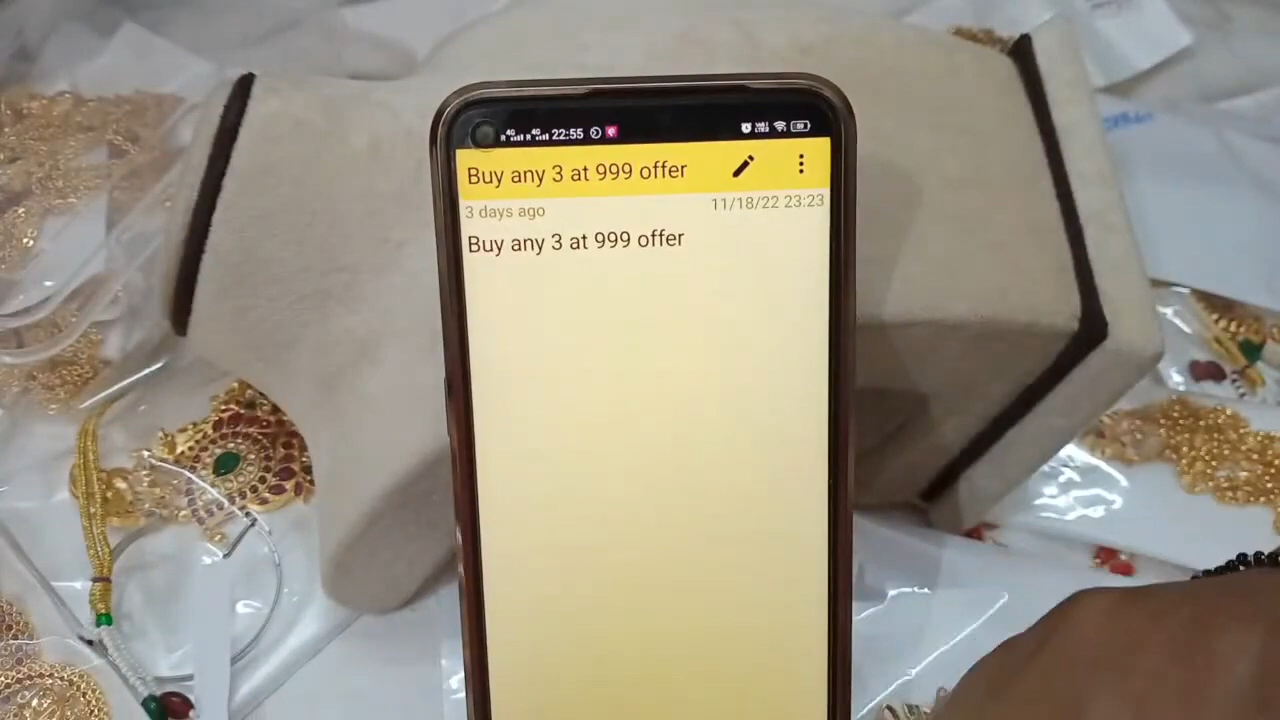 22:55
Buy any 3 at 999 offer
3 days ago
11/18/22 23:23
Buy any 3 at 999 offer